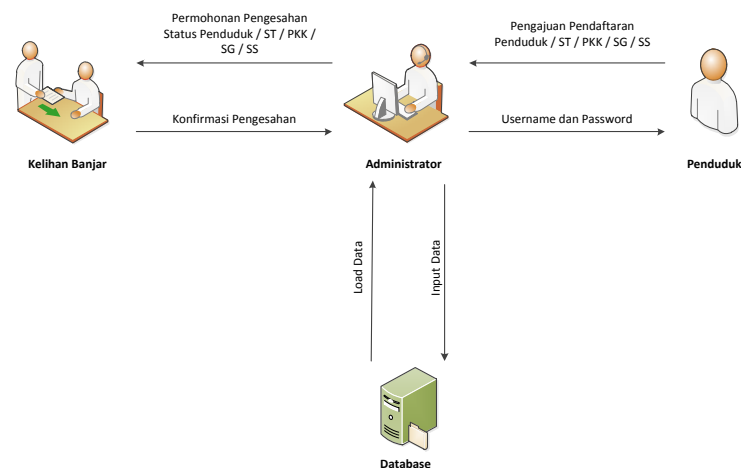 Permohonan Pengesahan
Status Penduduk / ST / PKK /
SG / SS
Pengajuan Pendaftaran
Penduduk / ST / PKK / SG / SS
Konfirmasi Pengesahan
Username dan Password
Kelihan Banjar
Administrator
Penduduk
Load Data
Input Data
Database